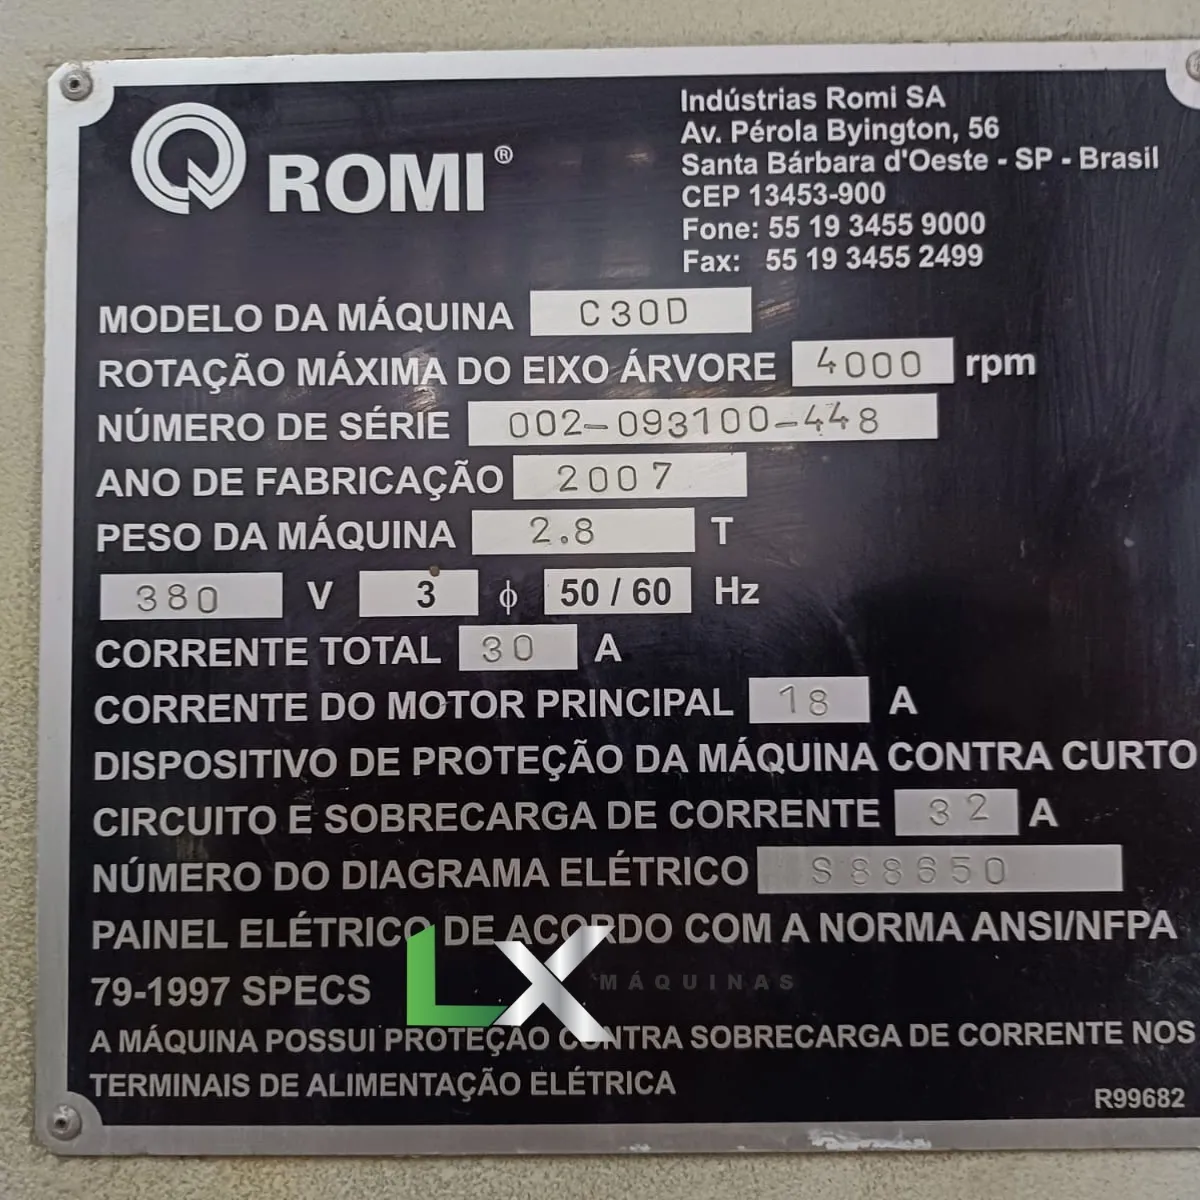 ROMI®
Indústrias Romi SA
Av. Pérola Byington, 56
Santa Bárbara d'Oeste - SP - Brasil
CEP 13453-900
Fone: 55 19 3455 9000
Fax: 55 19 3455 2499
MODELO DA MÁQUINA C30D
ROTAÇÃO MÁXIMA DO EIXO ÁRVORE 4000 rpm
NÚMERO DE SÉRIE 002-093100-448
ANO DE FABRICAÇÃO 2007
PESO DA MÁQUINA 2.8 T
380 V 3 ϕ 50 / 60 Hz
CORRENTE TOTAL 30 A
CORRENTE DO MOTOR PRINCIPAL 18 A
DISPOSITIVO DE PROTEÇÃO DA MÁQUINA CONTRA CURTO
CIRCUITO E SOBRECARGA DE CORRENTE 32 A
NÚMERO DO DIAGRAMA ELÉTRICO S88650
PAINEL ELÉTRICO DE ACORDO COM A NORMA ANSI/NFPA
79-1997 SPECS
LX MÁQUINAS
A MÁQUINA POSSUI PROTEÇÃO CONTRA SOBRECARGA DE CORRENTE NOS
TERMINAIS DE ALIMENTAÇÃO ELÉTRICA
R99682